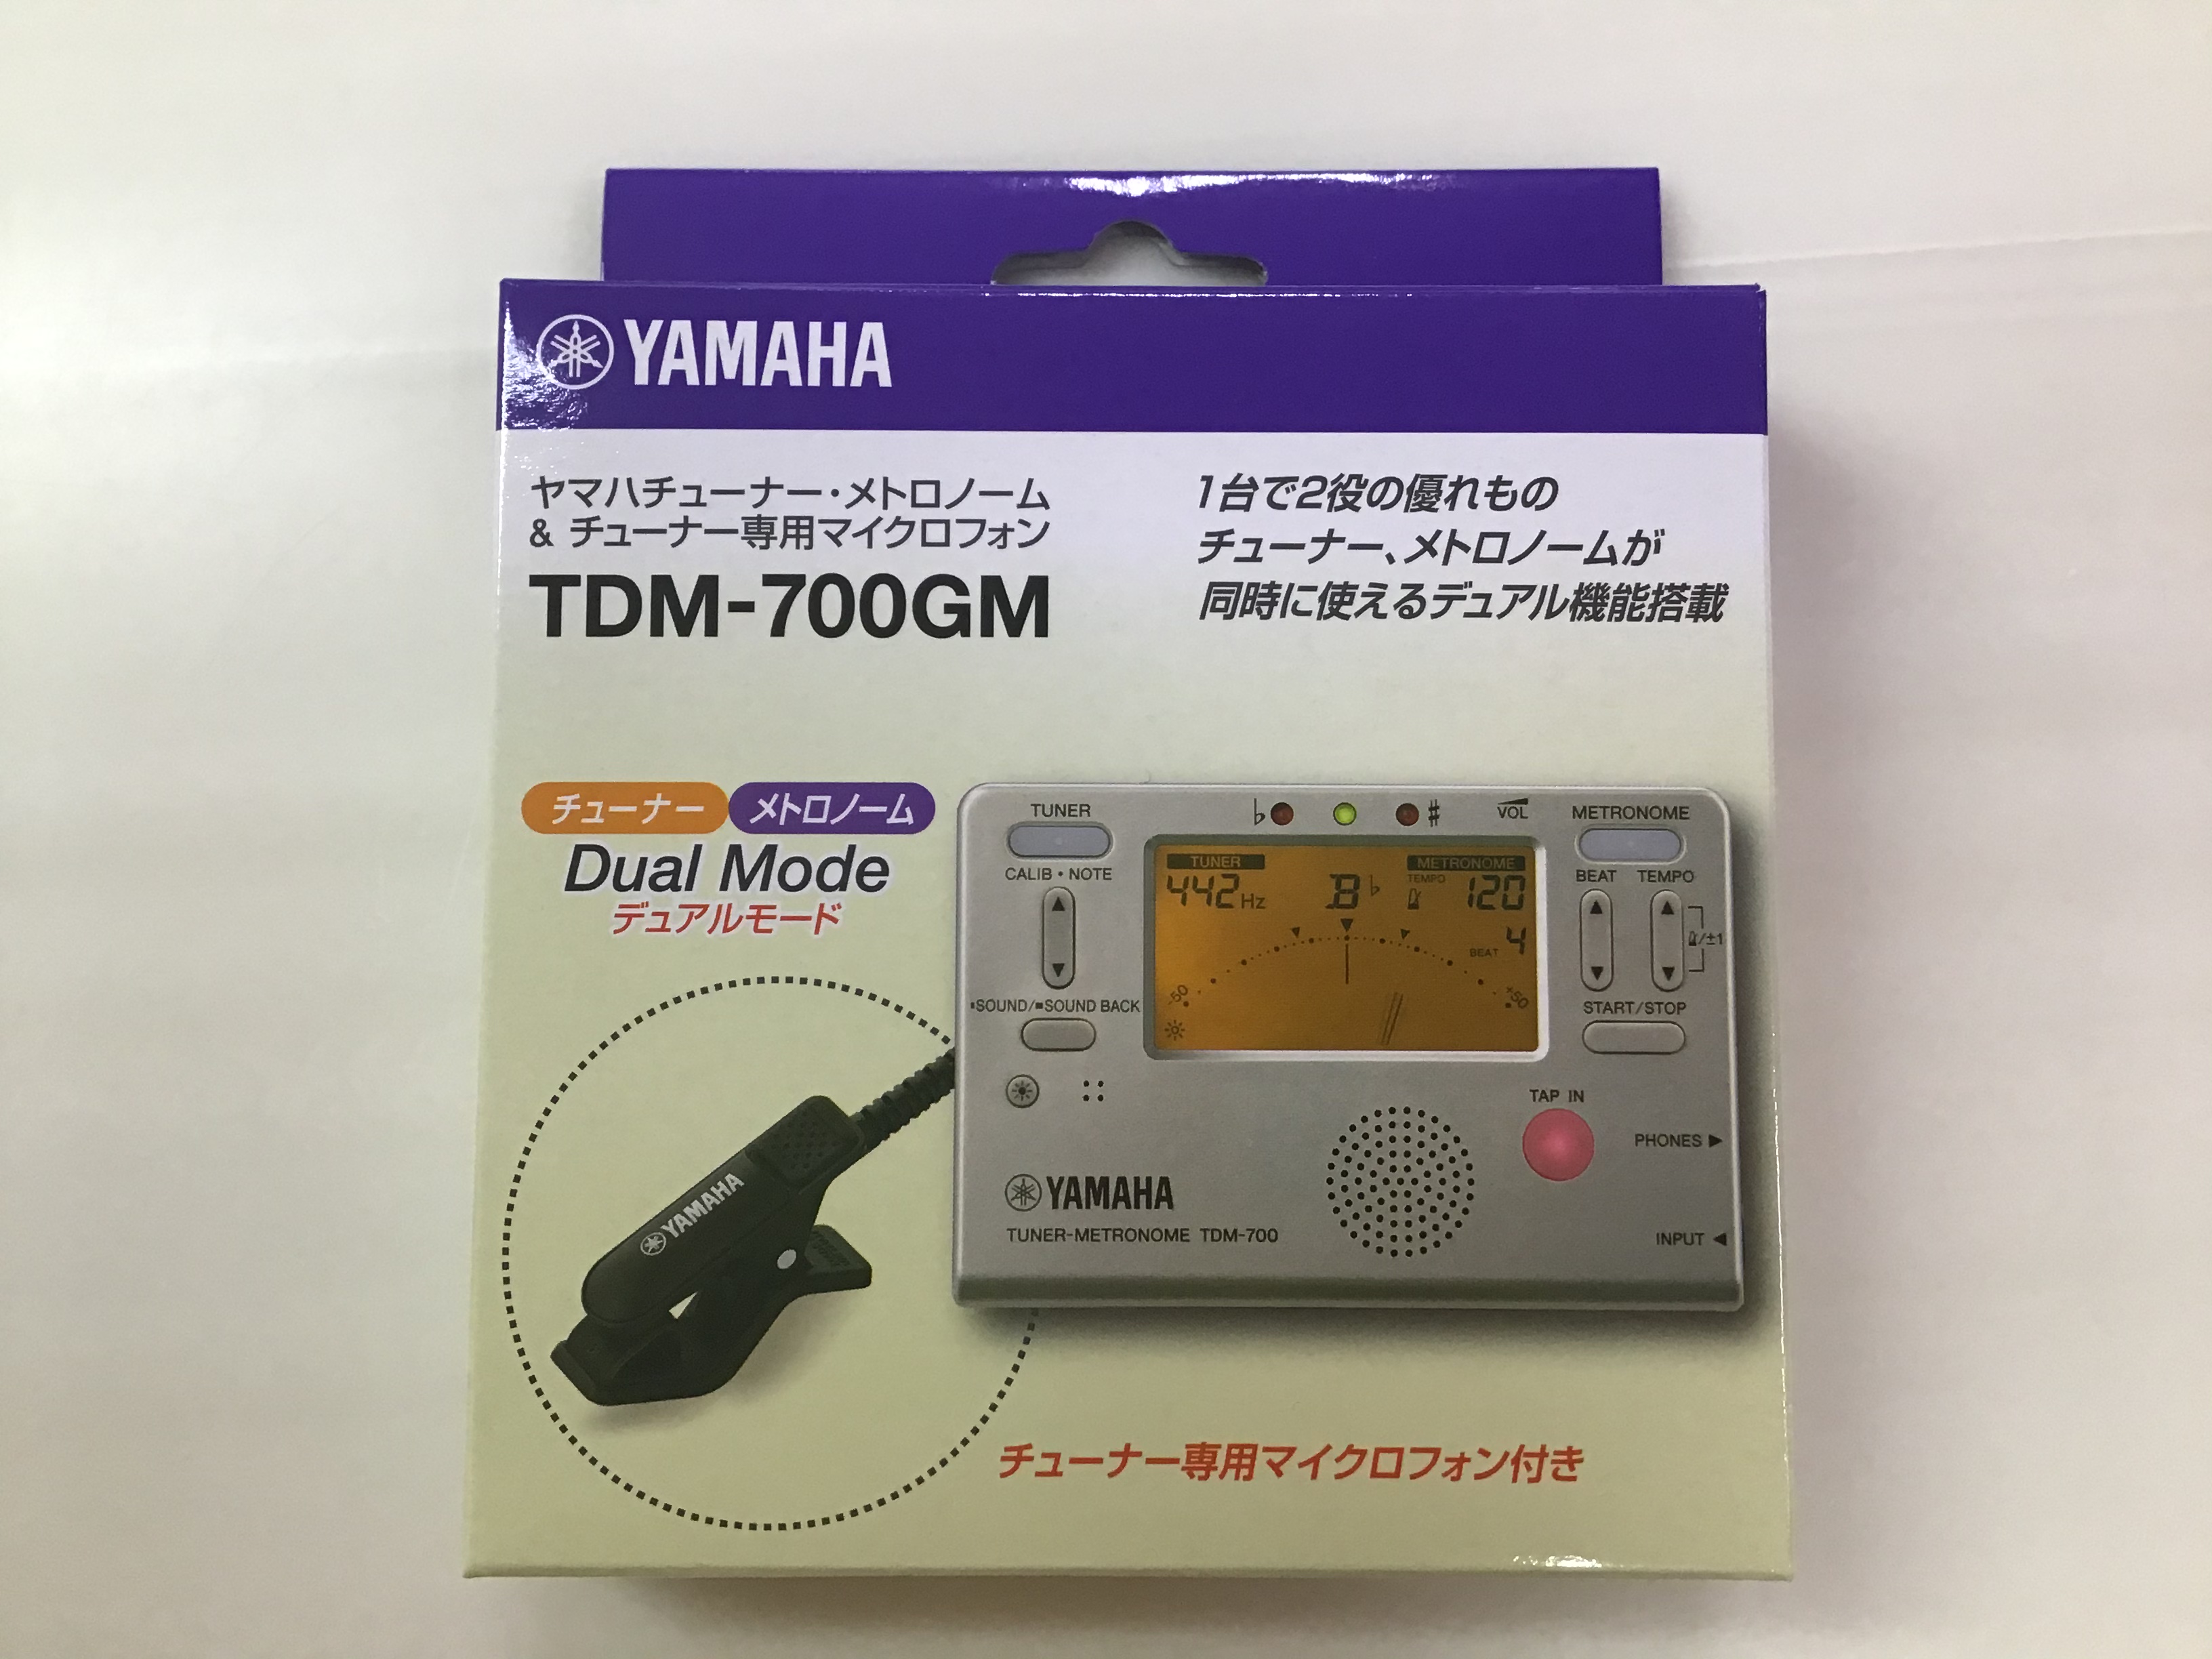 YAMAHA
ヤマハチューナー・メトロノーム
& チューナー専用マイクロフォン
TDM-700GM
1台で2役の優れもの
チューナー、メトロノームが
同時に使えるデュアル機能搭載
チューナー メトロノーム
Dual Mode
デュアルモード
TUNER
♭ ♯
VOL
METRONOME
CALIB・NOTE
BEAT TEMPO
TUNER
METRONOME
442Hz
B♭
TEMPO
120
BEAT 4
-50
+50
/±1
▪SOUND/▪SOUND BACK
START/STOP
TAP IN
PHONES ▶
INPUT ◀
YAMAHA
TUNER-METRONOME TDM-700
YAMAHA
チューナー専用マイクロフォン付き